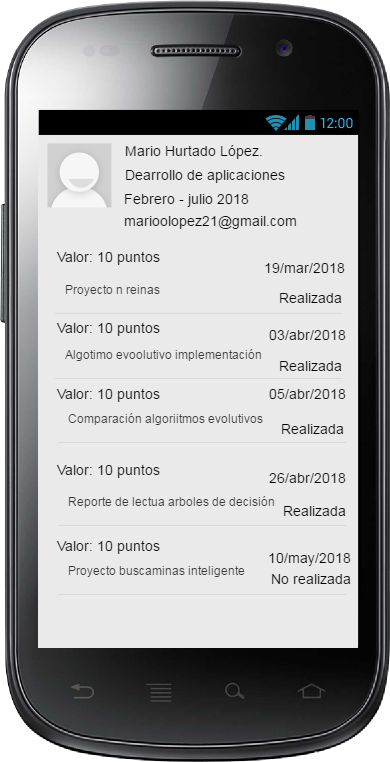 12:00
Mario Hurtado López.
Dearrollo de aplicaciones
Febrero - julio 2018
marioolopez21@gmail.com
Valor: 10 puntos
19/mar/2018
Proyecto n reinas
Realizada
Valor: 10 puntos
03/abr/2018
Algotimo evoolutivo implementación
Realizada
Valor: 10 puntos
05/abr/2018
Comparación algoriitmos evolutivos
Realizada
Valor: 10 puntos
26/abr/2018
Reporte de lectua arboles de decisión
Realizada
Valor: 10 puntos
10/may/2018
Proyecto buscaminas inteligente
No realizada